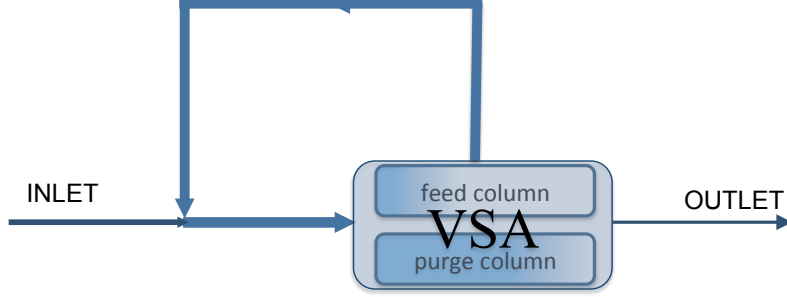 INLET
feed column
OUTLET
VSA
purge column